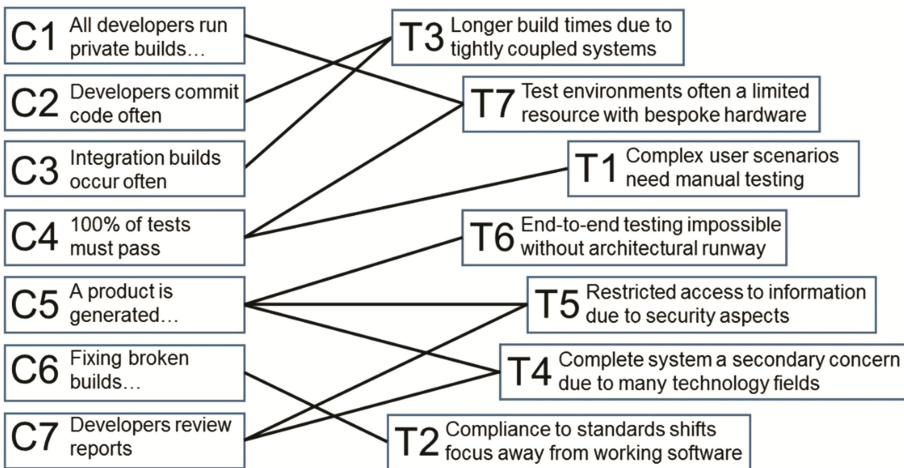 C1 All developers run
private builds…
C2 Developers commit
code often
C3 Integration builds
occur often
C4 100% of tests
must pass
C5 A product is
generated…
C6 Fixing broken
builds…
C7 Developers review
reports
T3 Longer build times due to
tightly coupled systems
T7 Test environments often a limited
resource with bespoke hardware
T1 Complex user scenarios
need manual testing
T6 End-to-end testing impossible
without architectural runway
T5 Restricted access to information
due to security aspects
T4 Complete system a secondary concern
due to many technology fields
T2 Compliance to standards shifts
focus away from working software